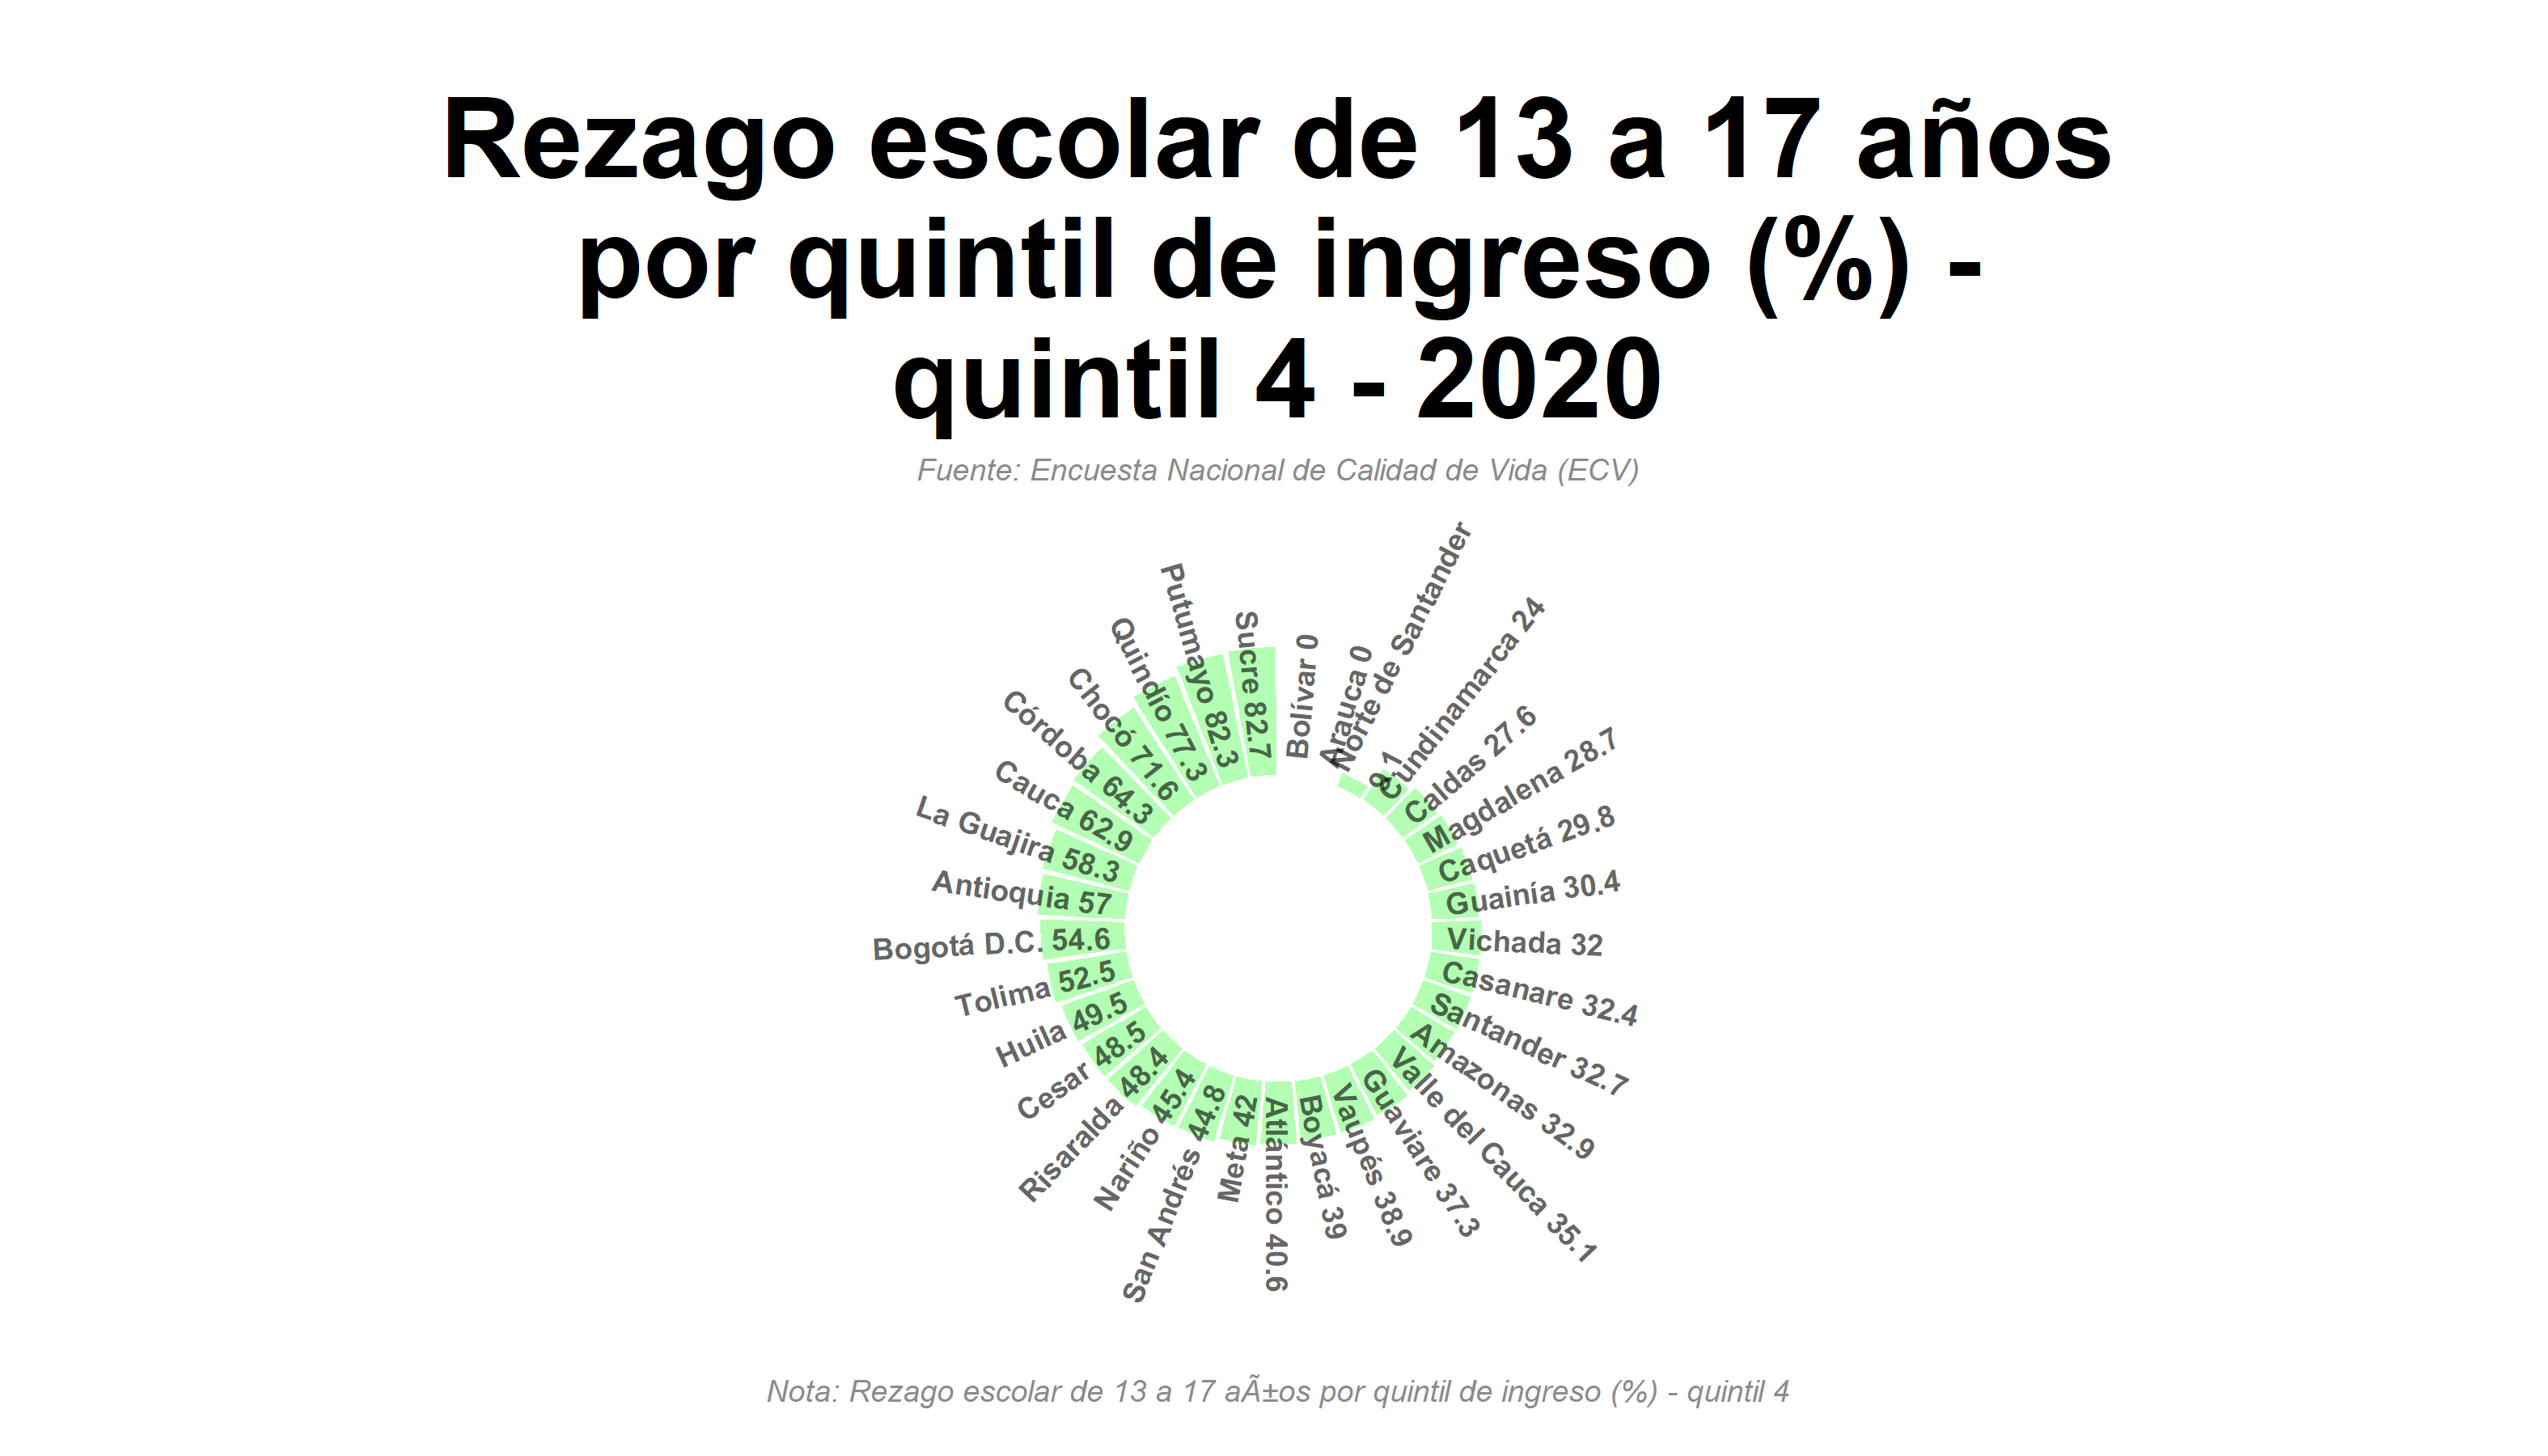 Rezago escolar de 13 a 17 años
por quintil de ingreso (%) -
quintil 4 - 2020
Fuente: Encuesta Nacional de Calidad de Vida (ECV)
Bolívar 0
Arauca 0
Norte de Santander
9.1
Cundinamarca 24
Caldas 27.6
Magdalena 28.7
Caquetá 29.8
Guainía 30.4
Vichada 32
Casanare 32.4
Santander 32.7
Amazonas 32.9
Valle del Cauca 35.1
Guaviare 37.3
Vaupés 38.9
Boyacá 39
Atlántico 40.6
Meta 42
San Andrés 44.8
Nariño 45.4
Risaralda 48.4
Cesar 48.5
Huila 49.5
Tolima 52.5
Bogotá D.C. 54.6
Antioquia 57
La Guajira 58.3
Cauca 62.9
Córdoba 64.3
Chocó 71.6
Quindío 77.3
Putumayo 82.3
Sucre 82.7
Nota: Rezago escolar de 13 a 17 aÃ±os por quintil de ingreso (%) - quintil 4